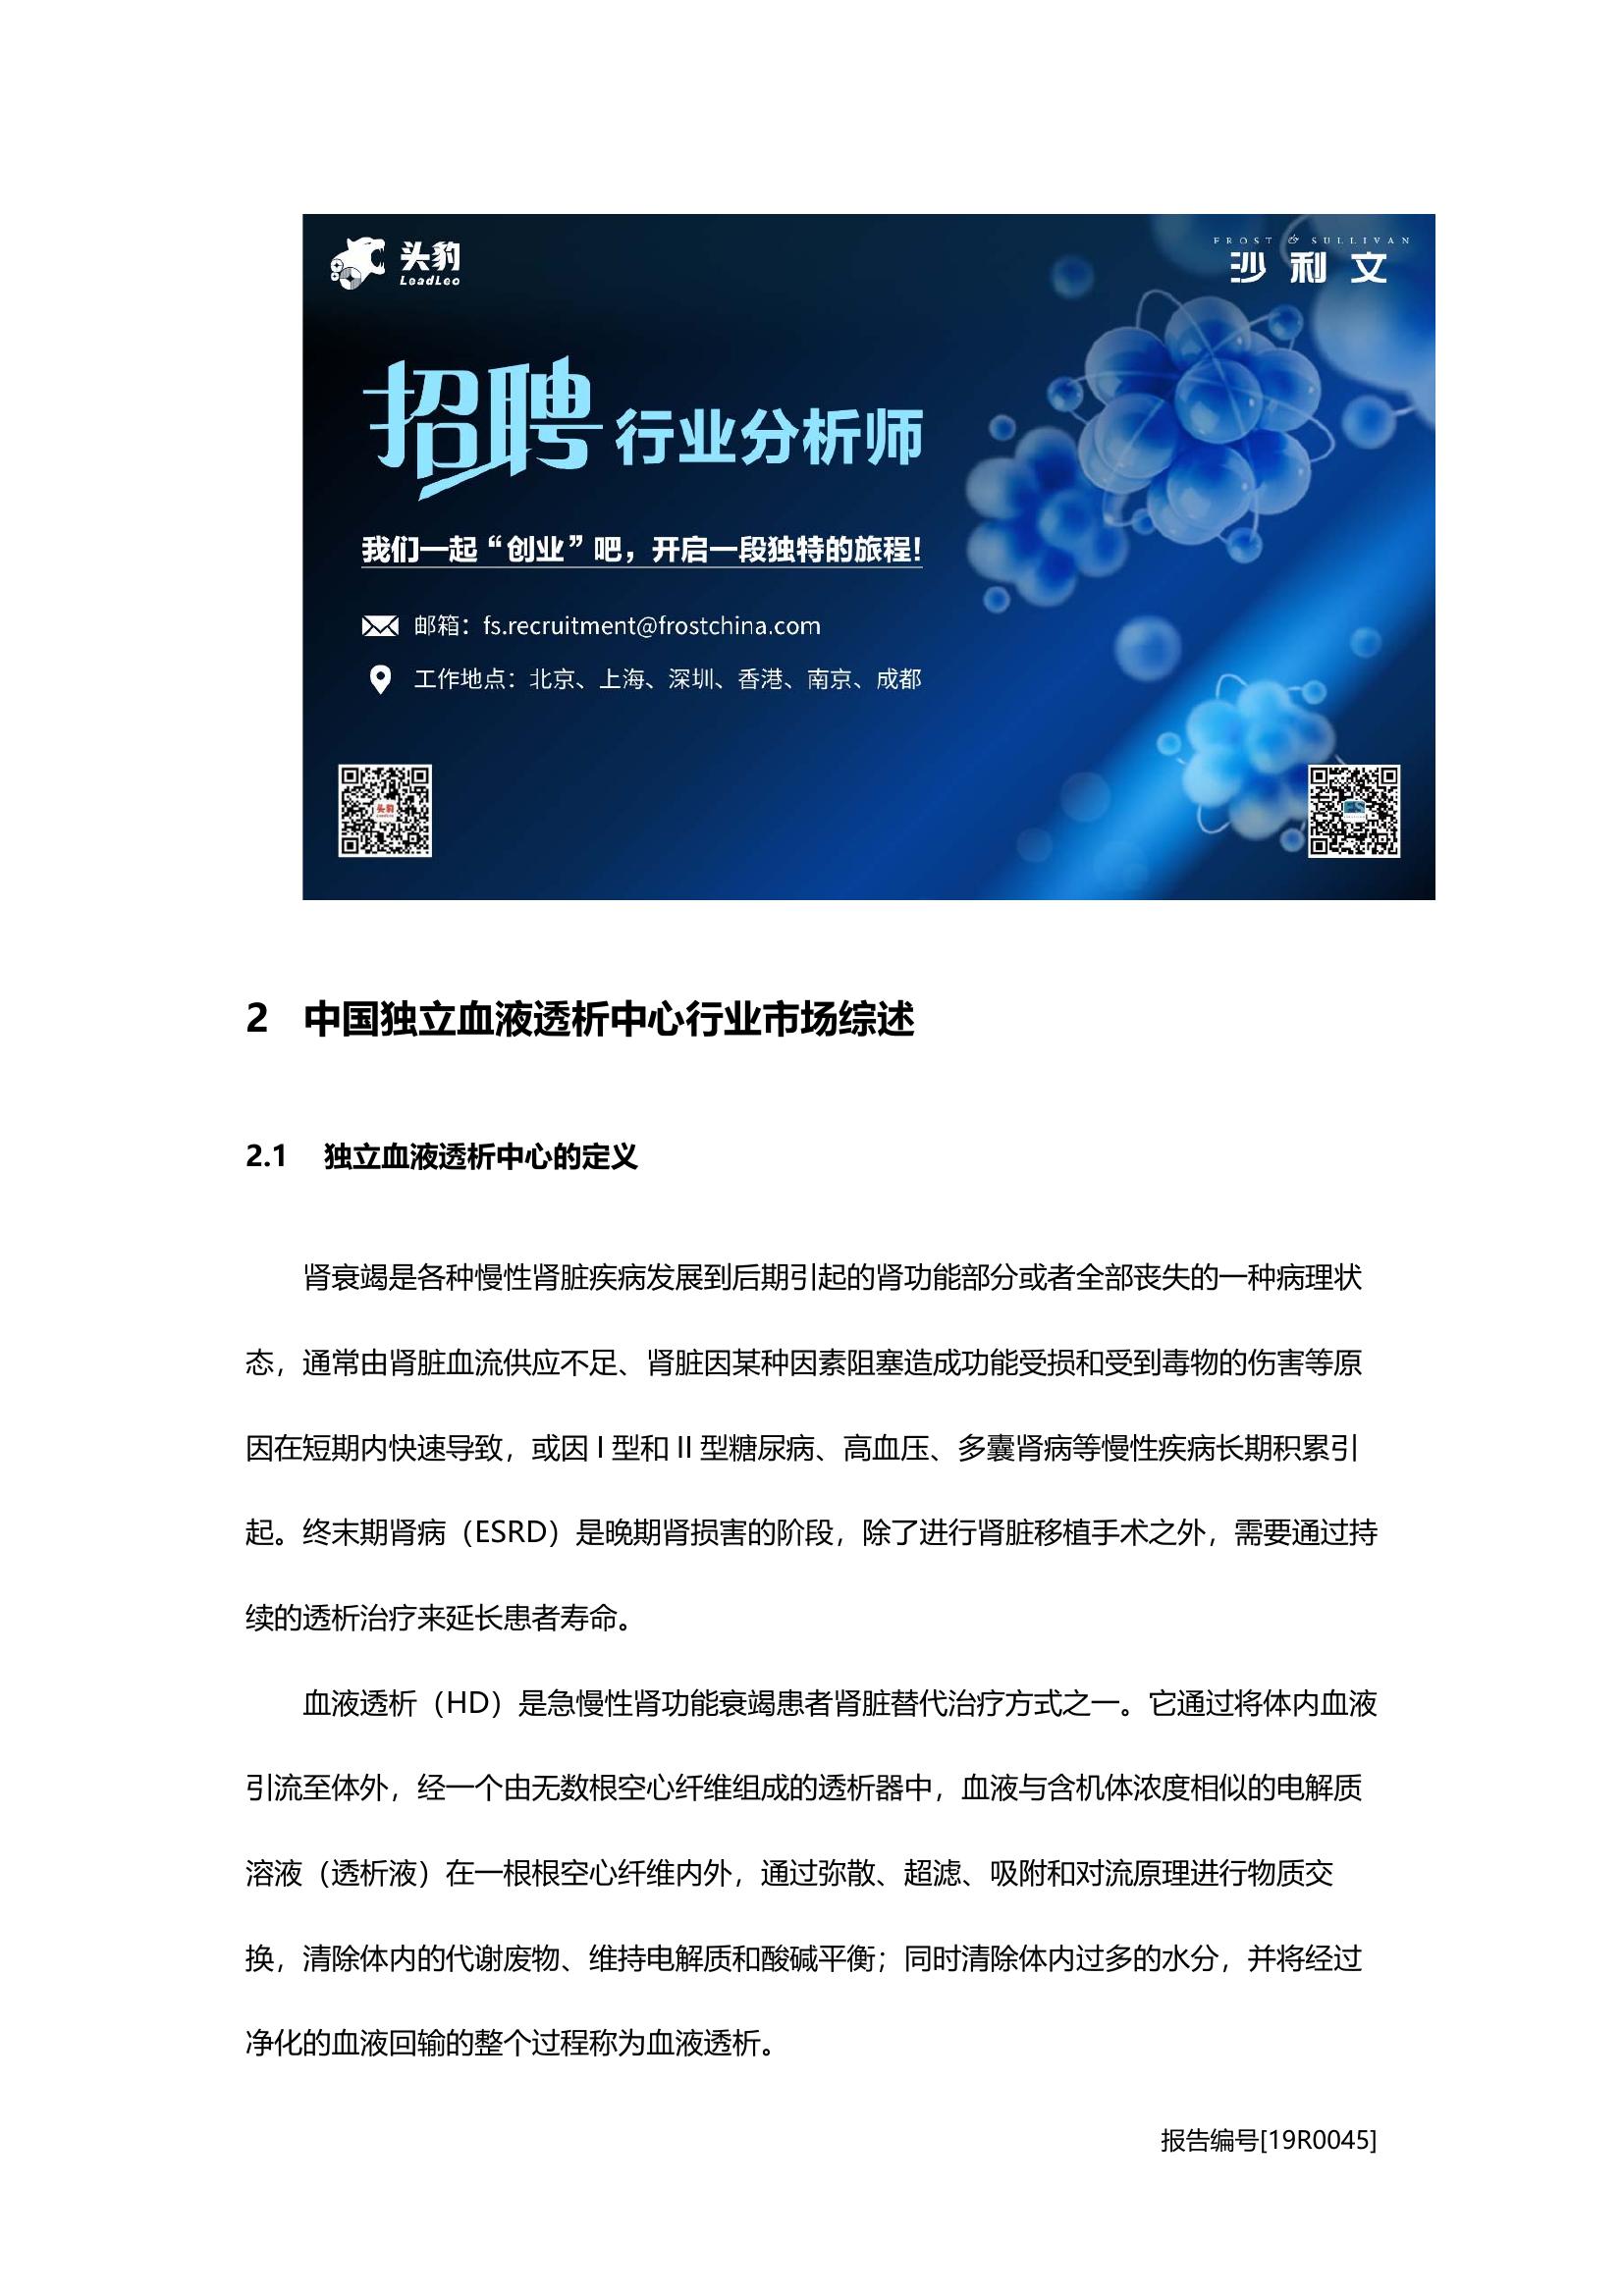 头豹
LeadLeo
FROST & SULLIVAN
沙利文
招聘行业分析师
我们一起“创业”吧，开启一段独特的旅程！
邮箱：fs.recruitment@frostchina.com
工作地点：北京、上海、深圳、香港、南京、成都
头豹
2 中国独立血液透析中心行业市场综述
2.1 独立血液透析中心的定义
肾衰竭是各种慢性肾脏疾病发展到后期引起的肾功能部分或者全部丧失的一种病理状
态，通常由肾脏血流供应不足、肾脏因某种因素阻塞造成功能受损和受到毒物的伤害等原
因在短期内快速导致，或因 I 型和 II 型糖尿病、高血压、多囊肾病等慢性疾病长期积累引
起。终末期肾病（ESRD）是晚期肾损害的阶段，除了进行肾脏移植手术之外，需要通过持
续的透析治疗来延长患者寿命。
血液透析（HD）是急慢性肾功能衰竭患者肾脏替代治疗方式之一。它通过将体内血液
引流至体外，经一个由无数根空心纤维组成的透析器中，血液与含机体浓度相似的电解质
溶液（透析液）在一根根空心纤维内外，通过弥散、超滤、吸附和对流原理进行物质交
换，清除体内的代谢废物、维持电解质和酸碱平衡；同时清除体内过多的水分，并将经过
净化的血液回输的整个过程称为血液透析。
报告编号[19R0045]